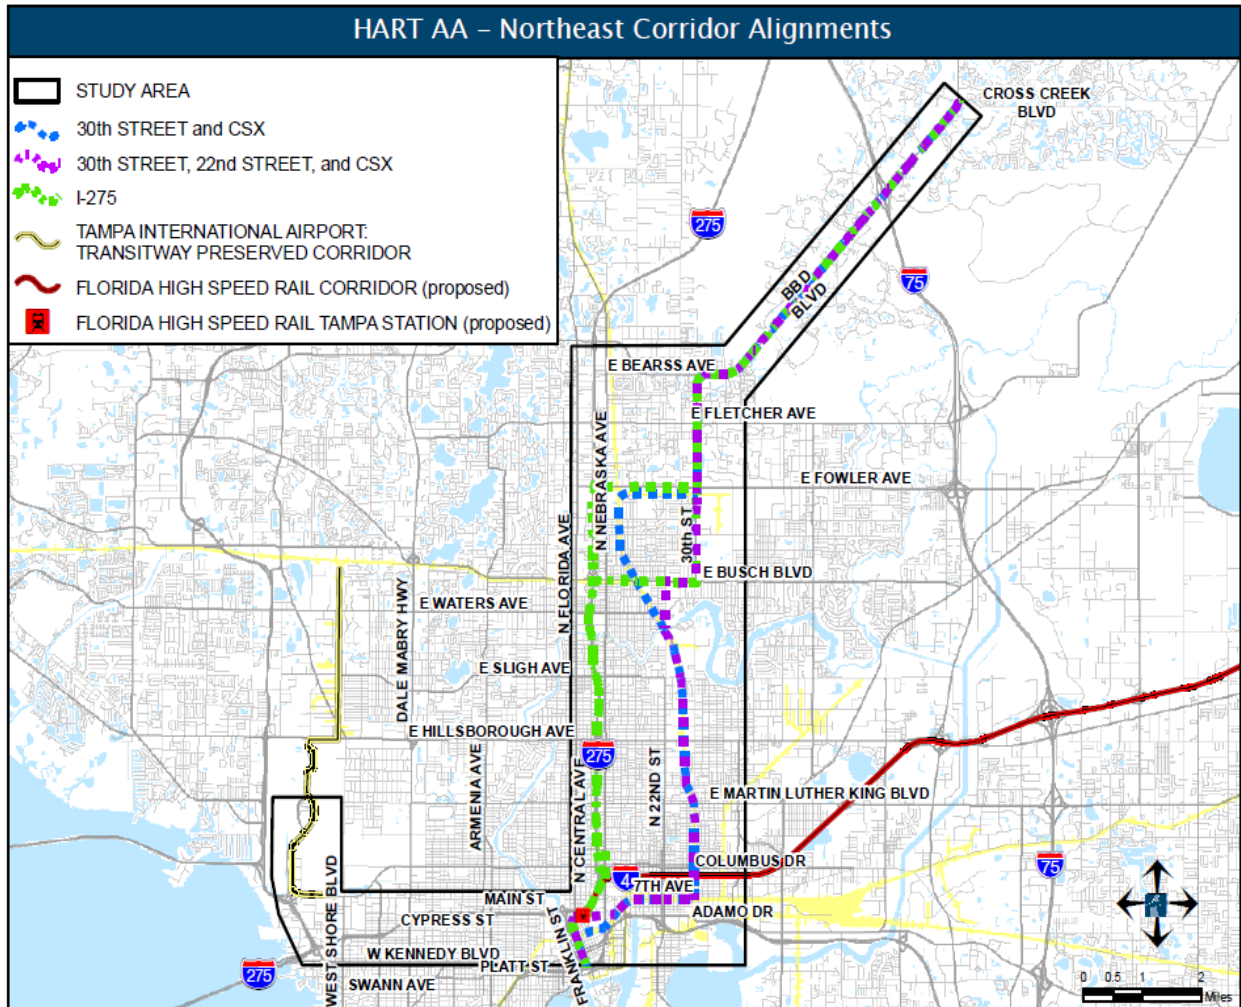 HART AA – Northeast Corridor Alignments
STUDY AREA
30th STREET and CSX
30th STREET, 22nd STREET, and CSX
I-275
TAMPA INTERNATIONAL AIRPORT:
TRANSITWAY PRESERVED CORRIDOR
FLORIDA HIGH SPEED RAIL CORRIDOR (proposed)
FLORIDA HIGH SPEED RAIL TAMPA STATION (proposed)
CROSS CREEK
BLVD
275
75
BBD
BLVD
E BEARSS AVE
E FLETCHER AVE
N NEBRASKA AVE
E FOWLER AVE
30th ST
N FLORIDA AVE
E BUSCH BLVD
DALE MABRY HWY
E WATERS AVE
E SLIGH AVE
E HILLSBOROUGH AVE
275
ARMENIA AVE
N CENTRAL AVE
N 22ND ST
E MARTIN LUTHER KING BLVD
COLUMBUS DR
4
7TH AVE
75
WEST SHORE BLVD
MAIN ST
ADAMO DR
CYPRESS ST
FRANKLIN ST
W KENNEDY BLVD
PLATT ST
275
SWANN AVE
0 0.5 1 2
Miles